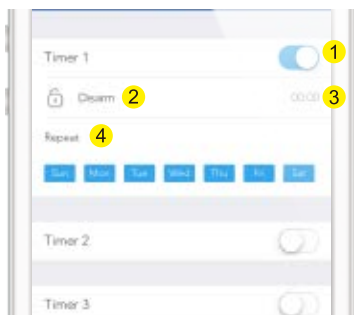 Timer 1 1
Disarm 2 00:00 3
Repeat 4
Sun Mon Tue Wed Thu Fri Sat
Timer 2
Timer 3